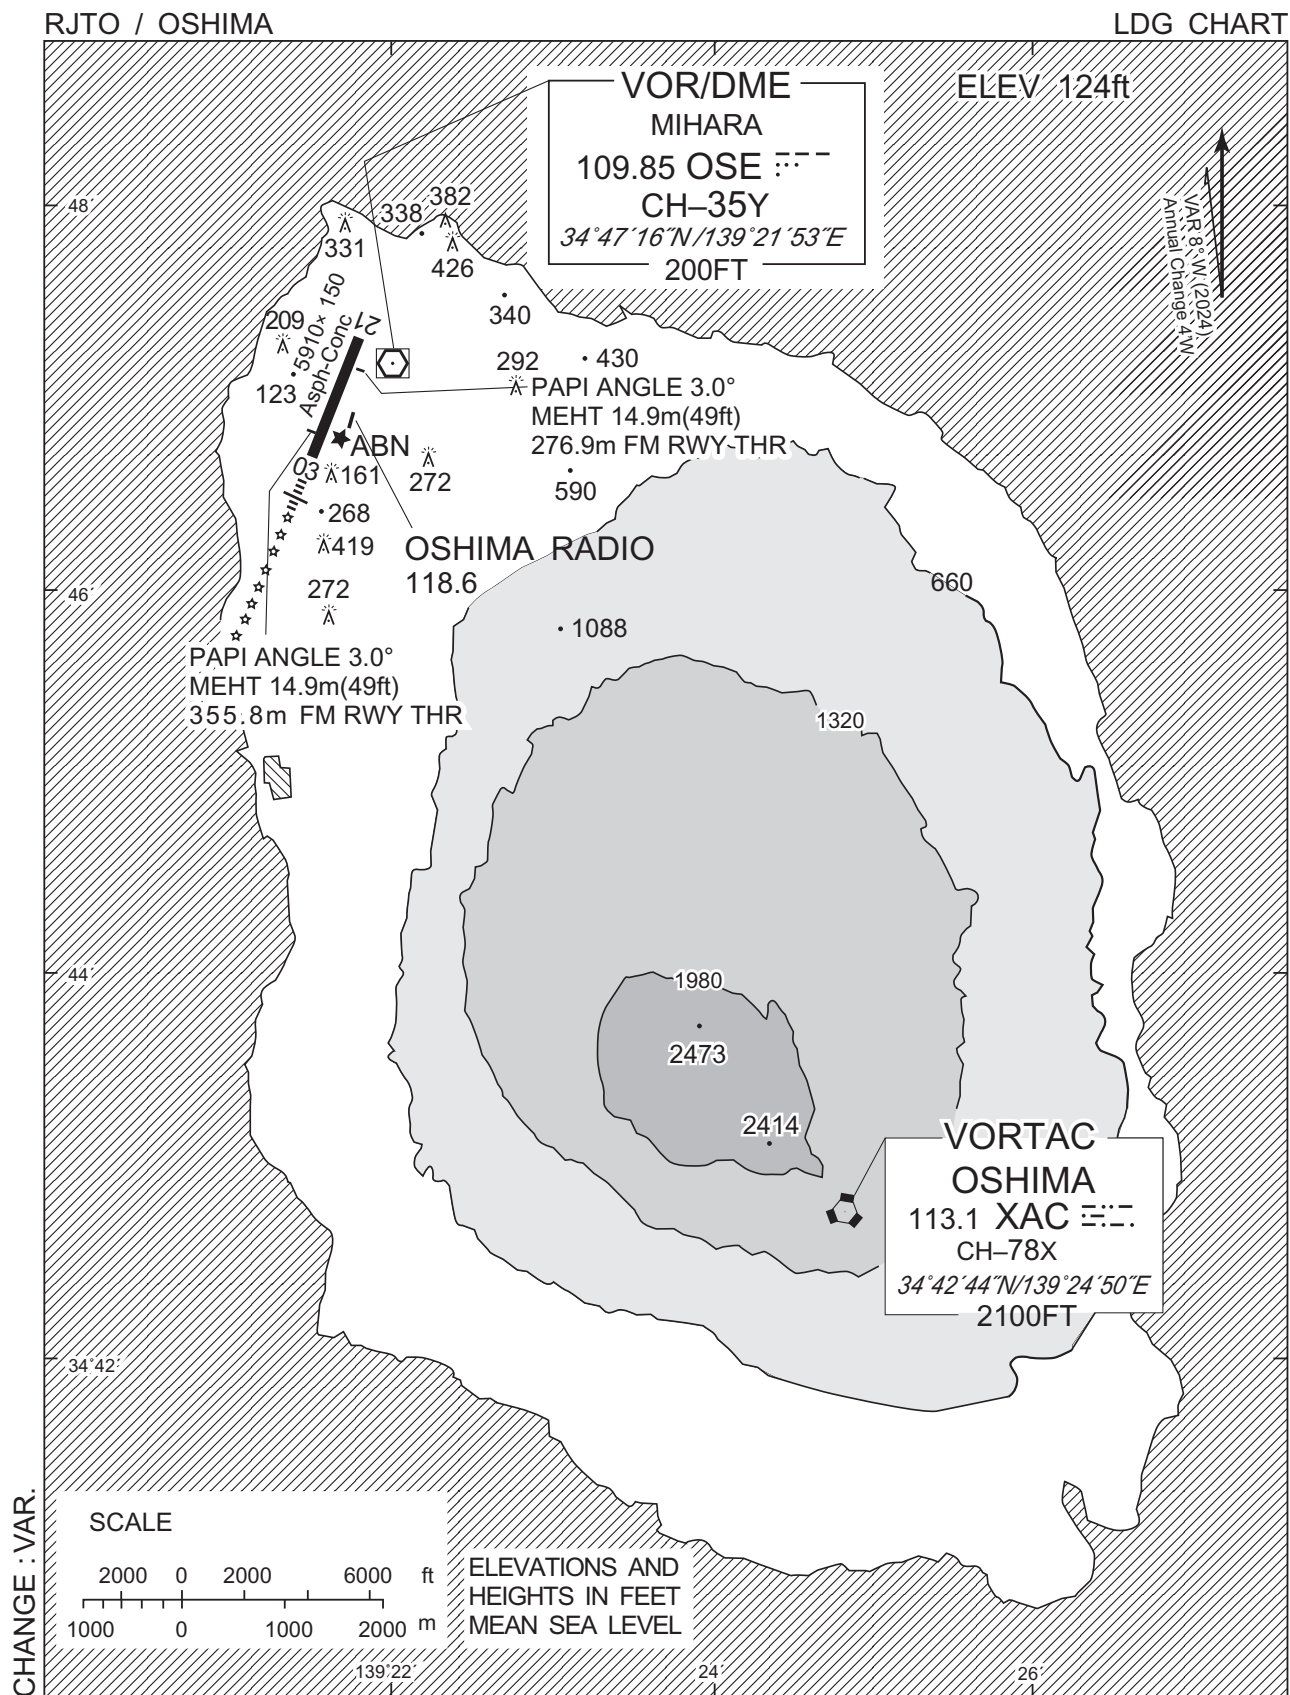 RJTO / OSHIMA
LDG CHART
VOR/DME
MIHARA
109.85 OSE
CH–35Y
34°47′16″N/139°21′53″E
200FT
ELEV 124ft
VAR 8° W (2024)
Annual Change 4′W
48′
331
338
382
426
340
209
5910× 150
Asph-Conc
21
123
430
292
PAPI ANGLE 3.0°
MEHT 14.9m(49ft)
276.9m FM RWY THR
ABN
03
161
272
590
268
419
OSHIMA RADIO
118.6
272
46′
660
1088
PAPI ANGLE 3.0°
MEHT 14.9m(49ft)
355.8m FM RWY THR
1320
44′
1980
2473
2414
VORTAC
OSHIMA
113.1 XAC
CH–78X
34°42′44″N/139°24′50″E
2100FT
34°42′
CHANGE : VAR.
SCALE
2000 0 2000 6000 ft
1000 0 1000 2000 m
ELEVATIONS AND
HEIGHTS IN FEET
MEAN SEA LEVEL
139°22′
24′
26′